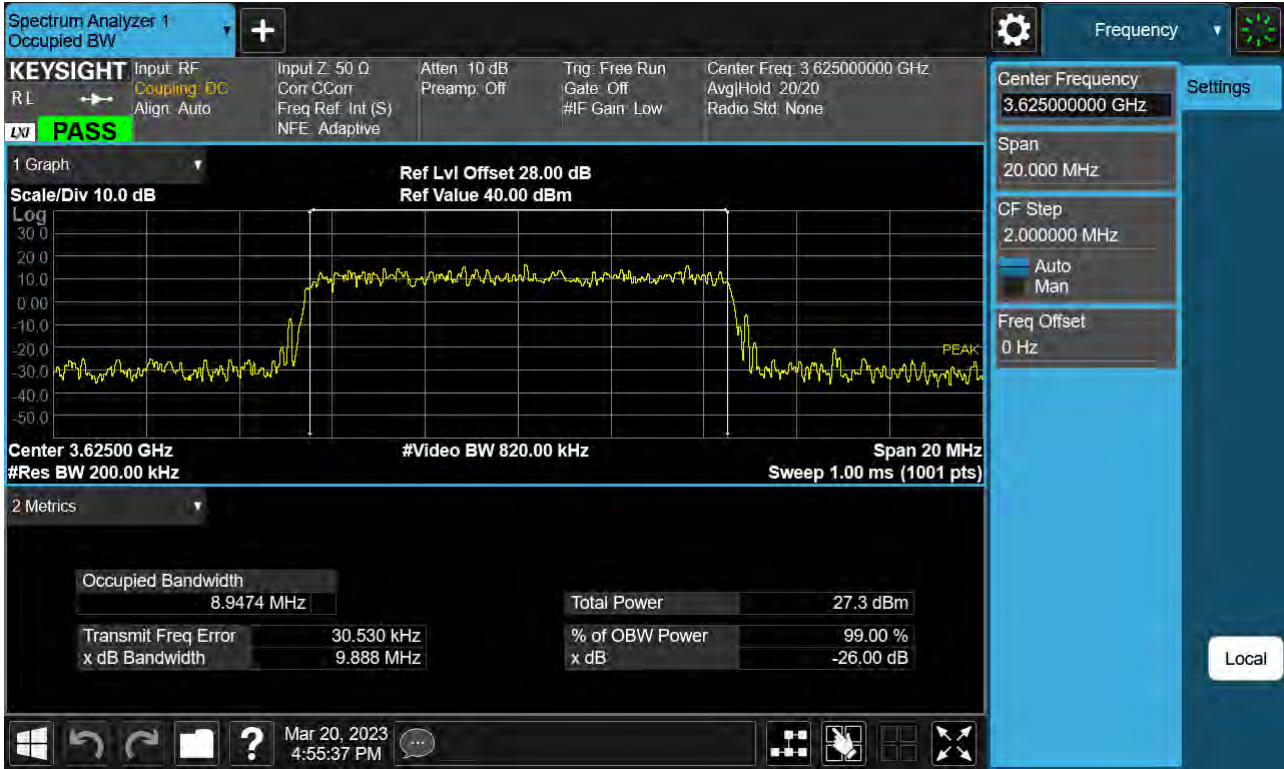 Spectrum Analyzer 1
Occupied BW
+
Frequency
KEYSIGHT
R L
LXI
PASS
Input: RF
Coupling: DC
Align: Auto
Input Z: 50 Ω
Corr CCorr
Freq Ref: Int (S)
NFE: Adaptive
Atten: 10 dB
Preamp: Off
Trig: Free Run
Gate: Off
#IF Gain: Low
Center Freq: 3.625000000 GHz
Avg|Hold: 20/20
Radio Std: None
1 Graph
Scale/Div 10.0 dB
Ref Lvl Offset 28.00 dB
Ref Value 40.00 dBm
Log
30.0
20.0
10.0
0.00
-10.0
-20.0
-30.0
-40.0
-50.0
PEAK
Center 3.62500 GHz
#Video BW 820.00 kHz
Span 20 MHz
#Res BW 200.00 kHz
Sweep 1.00 ms (1001 pts)
2 Metrics
Occupied Bandwidth
8.9474 MHz
Total Power 27.3 dBm
Transmit Freq Error 30.530 kHz
% of OBW Power 99.00 %
x dB Bandwidth 9.888 MHz
x dB -26.00 dB
Center Frequency
3.625000000 GHz
Settings
Span
20.000 MHz
CF Step
2.000000 MHz
Auto
Man
Freq Offset
0 Hz
Local
?
Mar 20, 2023
4:55:37 PM